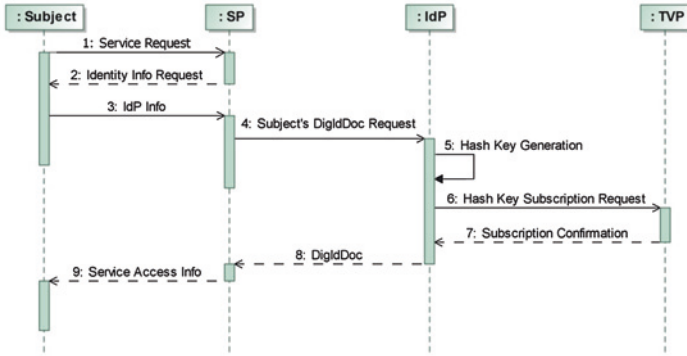 : Subject
: SP
: IdP
: TVP
1: Service Request
2: Identity Info Request
3: IdP Info
4: Subject's DigIdDoc Request
5: Hash Key Generation
6: Hash Key Subscription Request
7: Subscription Confirmation
8: DigIdDoc
9: Service Access Info